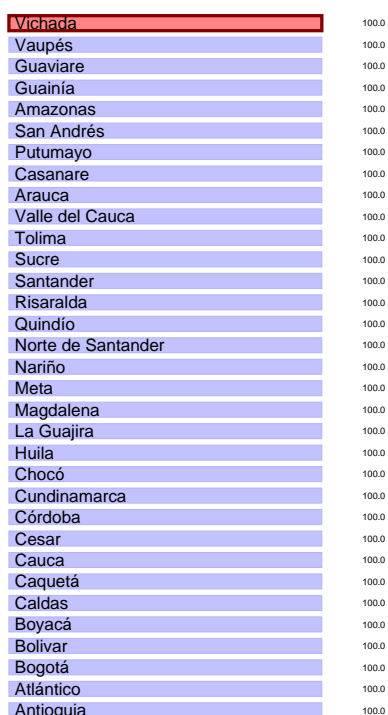 Vichada 100.0
Vaupés 100.0
Guaviare 100.0
Guainía 100.0
Amazonas 100.0
San Andrés 100.0
Putumayo 100.0
Casanare 100.0
Arauca 100.0
Valle del Cauca 100.0
Tolima 100.0
Sucre 100.0
Santander 100.0
Risaralda 100.0
Quindío 100.0
Norte de Santander 100.0
Nariño 100.0
Meta 100.0
Magdalena 100.0
La Guajira 100.0
Huila 100.0
Chocó 100.0
Cundinamarca 100.0
Córdoba 100.0
Cesar 100.0
Cauca 100.0
Caquetá 100.0
Caldas 100.0
Boyacá 100.0
Bolivar 100.0
Bogotá 100.0
Atlántico 100.0
Antioquia 100.0